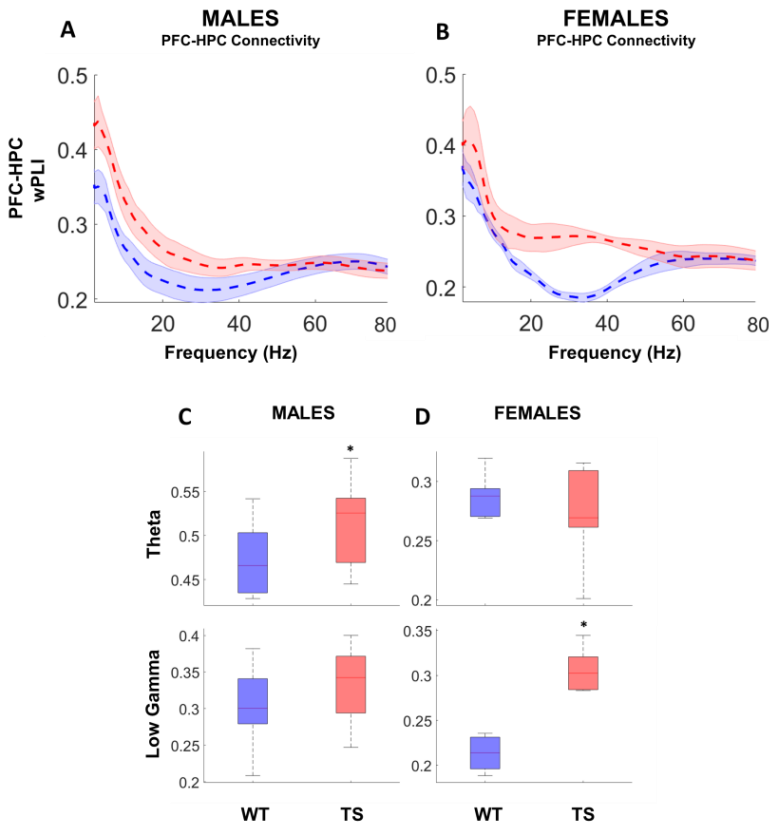 MALES
A
PFC-HPC Connectivity
0.5
0.4
0.3
0.2
PFC-HPC
wPLI
20
40
60
80
Frequency (Hz)
FEMALES
B
PFC-HPC Connectivity
0.5
0.4
0.3
0.2
20
40
60
80
Frequency (Hz)
C
MALES
D
FEMALES
Theta
0.55
0.5
0.45
*
0.3
0.25
0.2
Low Gamma
0.4
0.35
0.3
0.25
0.2
0.35
0.3
0.25
0.2
*
WT
TS
WT
TS